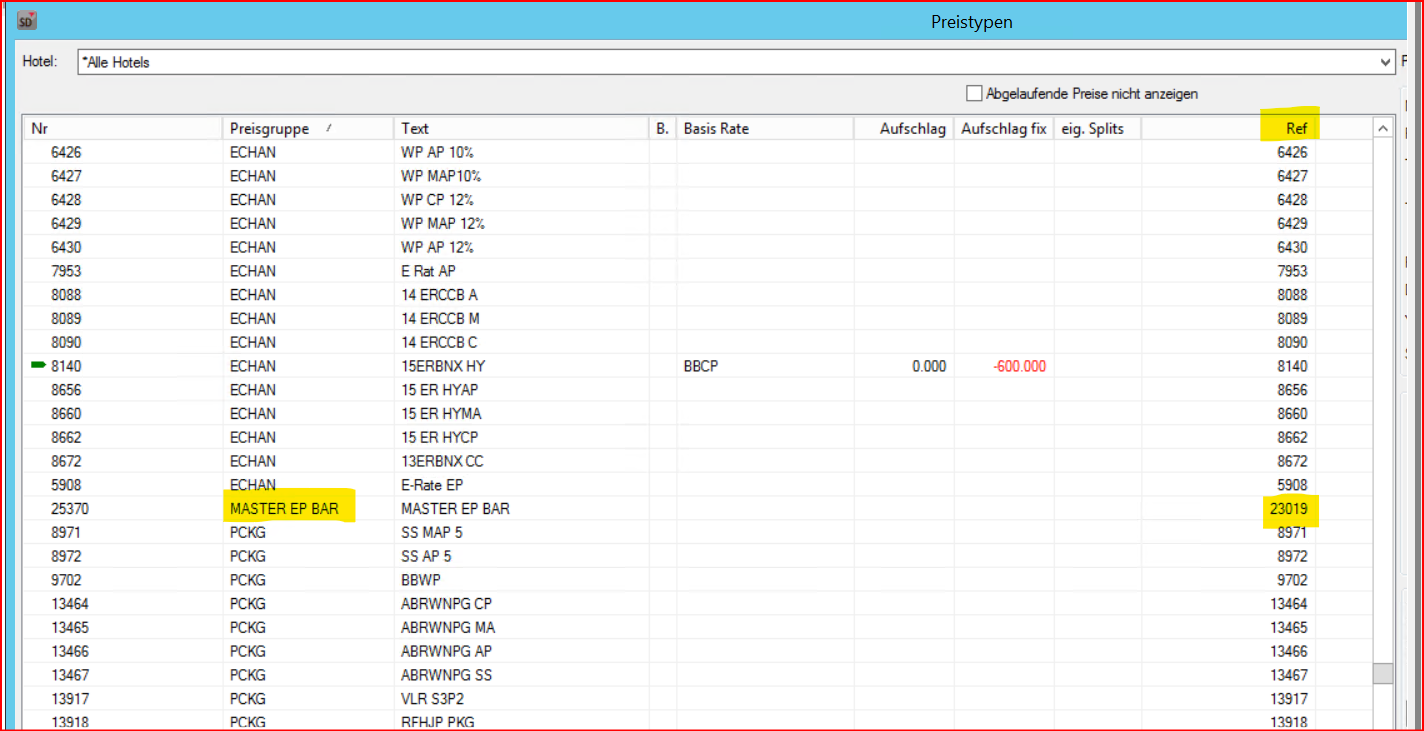 SD
Preistypen
Hotel: *Alle Hotels
Abgelaufende Preise nicht anzeigen
Nr Preisgruppe / Text B. Basis Rate Aufschlag Aufschlag fix eig. Splits Ref
6426 ECHAN WP AP 10% 6426
6427 ECHAN WP MAP10% 6427
6428 ECHAN WP CP 12% 6428
6429 ECHAN WP MAP 12% 6429
6430 ECHAN WP AP 12% 6430
7953 ECHAN E Rat AP 7953
8088 ECHAN 14 ERCCB A 8088
8089 ECHAN 14 ERCCB M 8089
8090 ECHAN 14 ERCCB C 8090
8140 ECHAN 15ERBNX HY BBCP 0.000 -600.000 8140
8656 ECHAN 15 ER HYAP 8656
8660 ECHAN 15 ER HYMA 8660
8662 ECHAN 15 ER HYCP 8662
8672 ECHAN 13ERBNX CC 8672
5908 ECHAN E-Rate EP 5908
25370 MASTER EP BAR MASTER EP BAR 23019
8971 PCKG SS MAP 5 8971
8972 PCKG SS AP 5 8972
9702 PCKG BBWP 9702
13464 PCKG ABRWNPG CP 13464
13465 PCKG ABRWNPG MA 13465
13466 PCKG ABRWNPG AP 13466
13467 PCKG ABRWNPG SS 13467
13917 PCKG VLR S3P2 13917
13918 PCKG RFHJP PKG 13918